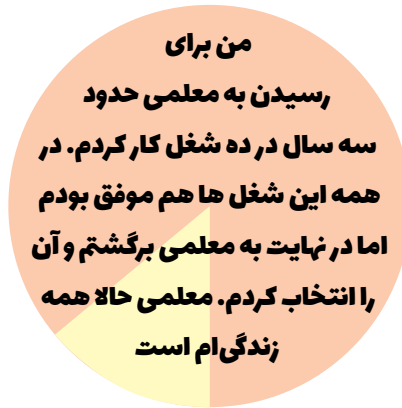 من برای
رسیدن به معلمی حدود
سه سال در ده شغل کار کردم. در
همه این شغل ها هم موفق بودم
اما در نهایت به معلمی برگشتم و آن
را انتخاب کردم. معلمی حالا همه
زندگی‌ام است